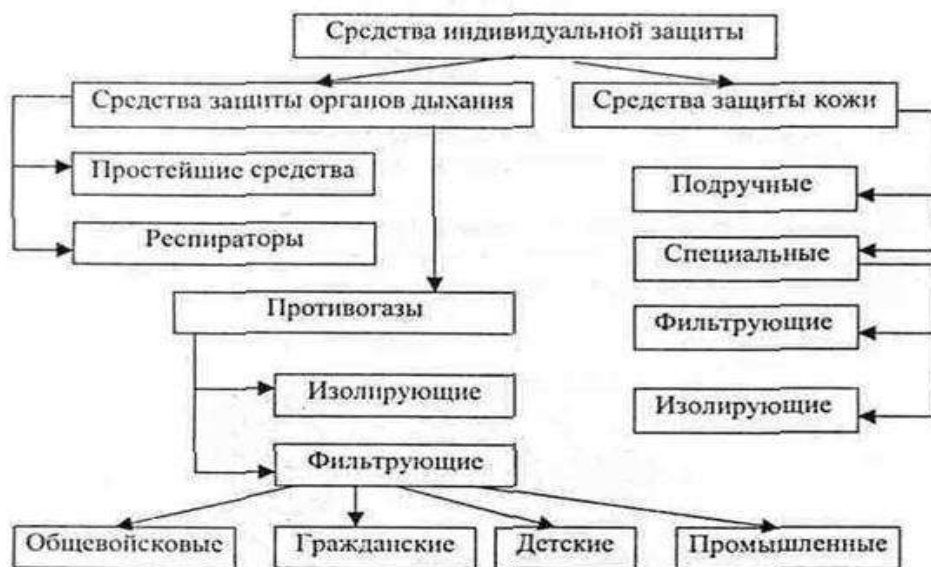 Средства индивидуальной защиты
Средства защиты органов дыхания
Средства защиты кожи
Простейшие средства
Подручные
Респираторы
Специальные
Противогазы
Фильтрующие
Изолирующие
Изолирующие
Фильтрующие
Общевойсковые
Гражданские
Детские
Промышленные